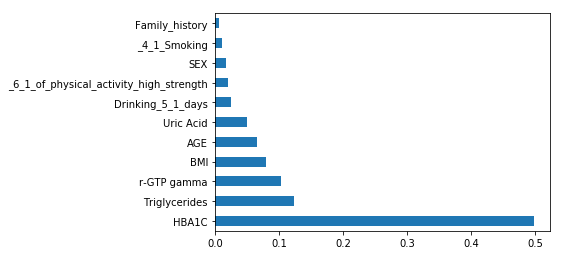 Family_history
_4_1_Smoking
SEX
_6_1_of_physical_activity_high_strength
Drinking_5_1_days
Uric Acid
AGE
BMI
r-GTP gamma
Triglycerides
HBA1C
0.0 0.1 0.2 0.3 0.4 0.5